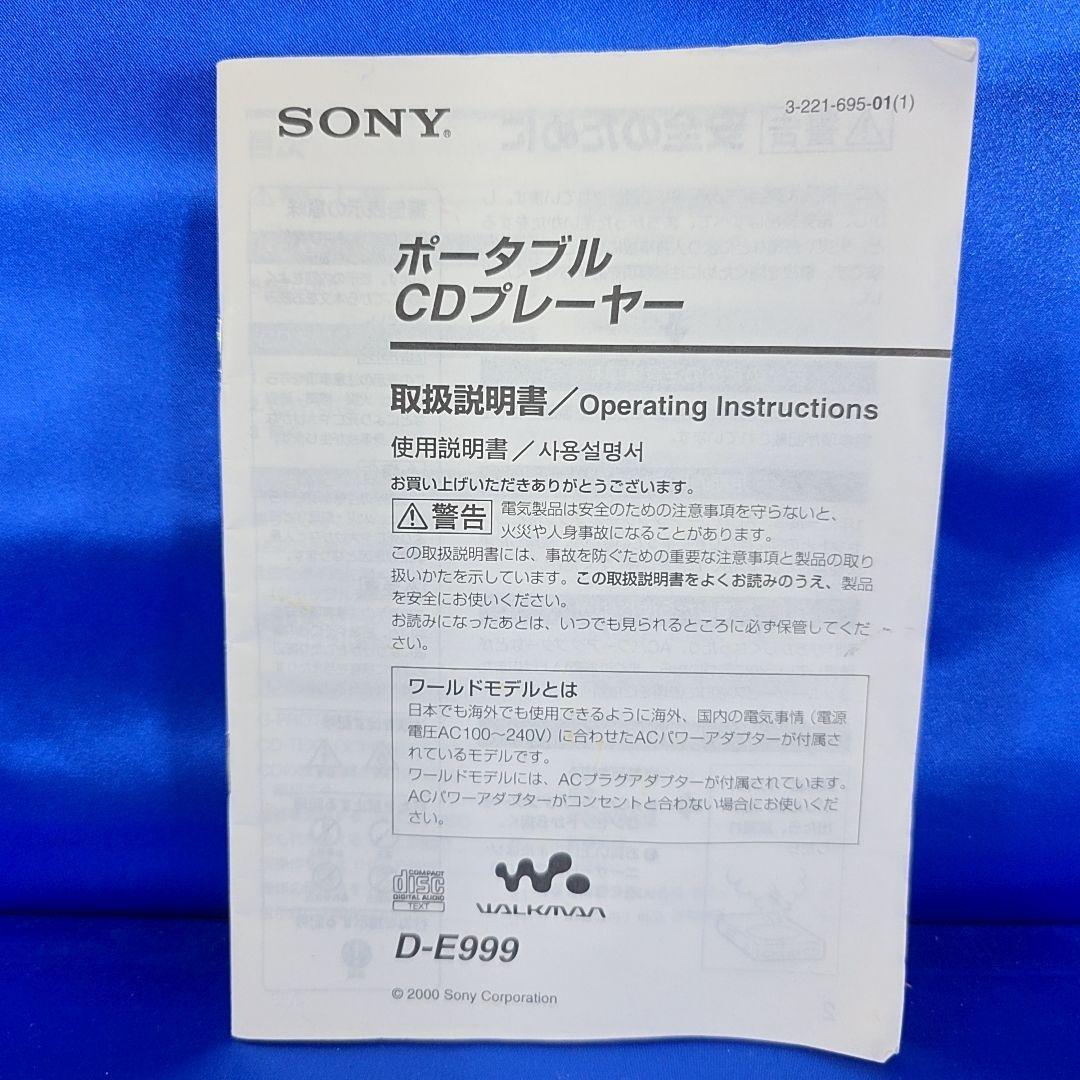 SONY®
3-221-695-01(1)
ポータブル
CDプレーヤー
取扱説明書／Operating Instructions
使用説明書／사용설명서
お買い上げいただきありがとうございます。
警告
電気製品は安全のための注意事項を守らないと、
火災や人身事故になることがあります。
この取扱説明書には、事故を防ぐための重要な注意事項と製品の取り
扱いかたを示しています。この取扱説明書をよくお読みのうえ、製品
を安全にお使いください。
お読みになったあとは、いつでも見られるところに必ず保管してくだ
さい。
ワールドモデルとは
日本でも海外でも使用できるように海外、国内の電気事情（電源
電圧AC100～240V）に合わせたACパワーアダプターが付属さ
れているモデルです。
ワールドモデルには、ACプラグアダプターが付属されています。
ACパワーアダプターがコンセントと合わない場合にお使いくだ
さい。
COMPACT
disc
DIGITAL AUDIO
TEXT
WALKMAN
D-E999
© 2000 Sony Corporation